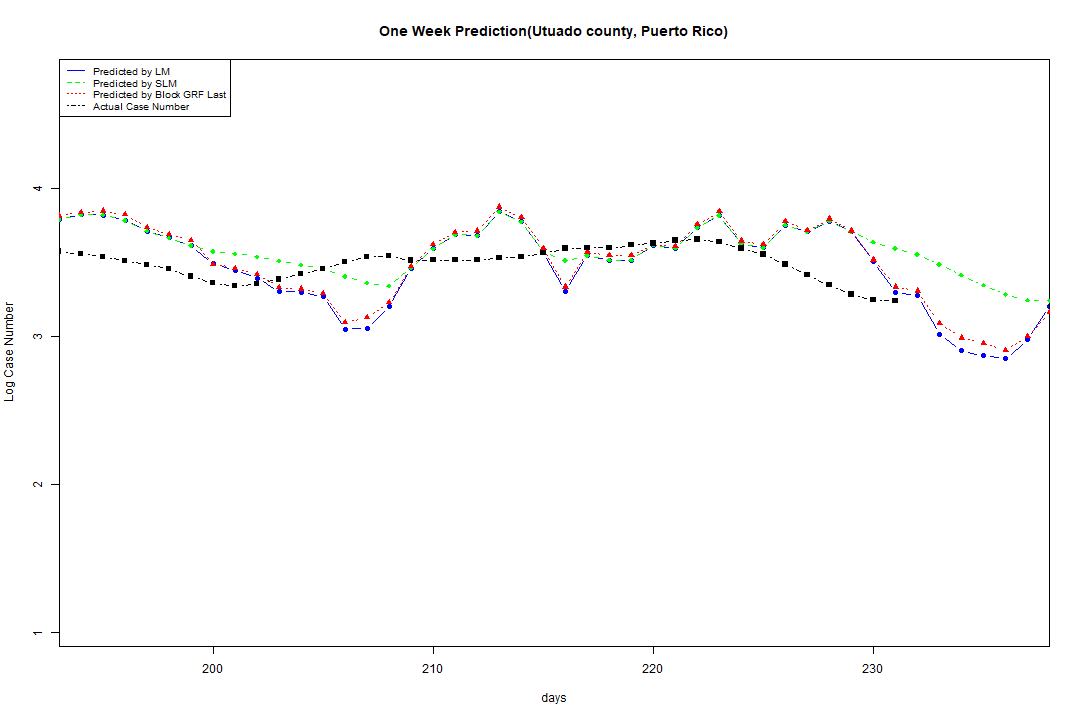 One Week Prediction(Utuado county, Puerto Rico)
Predicted by LM
Predicted by SLM
Predicted by Block GRF Last
Actual Case Number
4
3
2
1
Log Case Number
200 210 220 230
days